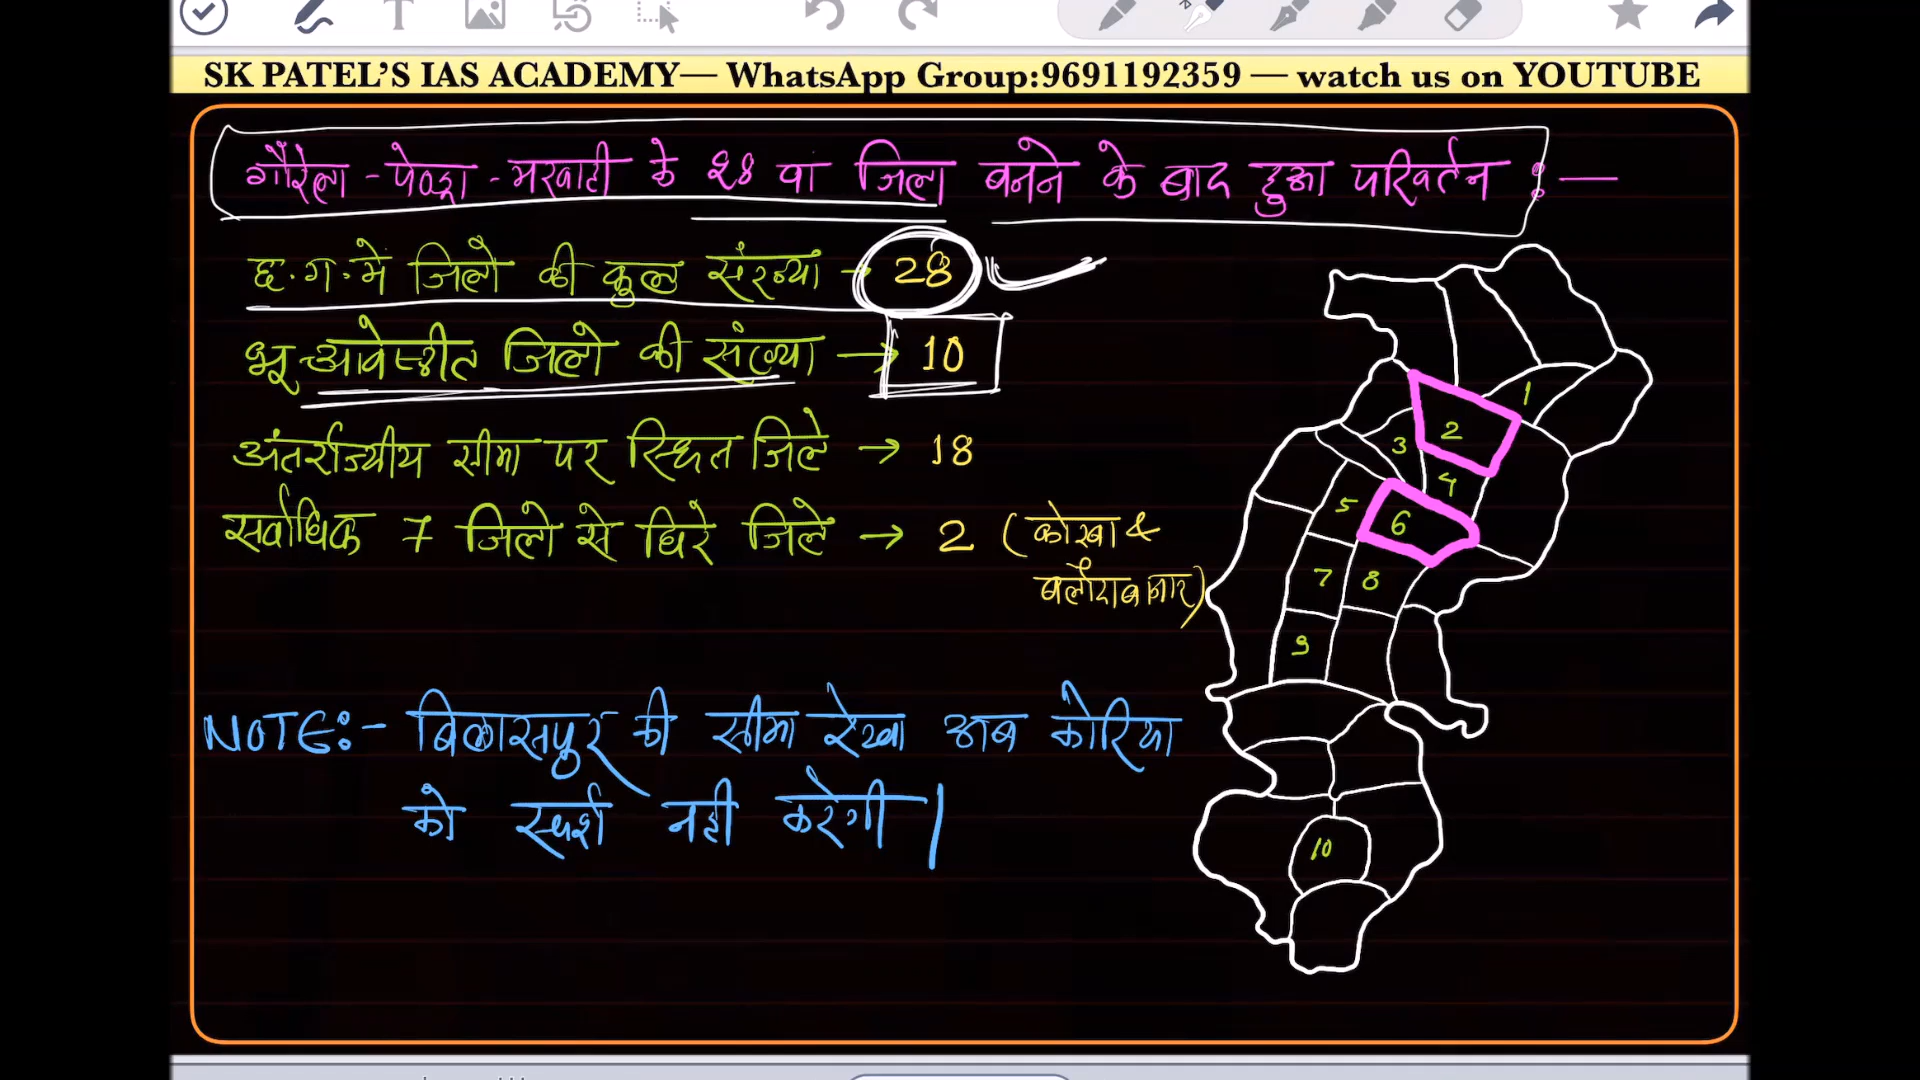 SK PATEL'S IAS ACADEMY— WhatsApp Group:9691192359 — watch us on YOUTUBE
गौरेला - पेण्ड्रा - मरवाही के 28 वा जिला बनने के बाद हुआ परिवर्तन :—
छ.ग. में जिलों की कुल संख्या → 28
भू-आवेष्ठीत जिलों की संख्या → 10
अंतर्राज्यीय सीमा पर स्थित जिले → 18
सर्वाधिक 7 जिलो से घिरे जिले → 2 (कोरबा &
बलौदाबाजार)
NOTE:- बिलासपुर की सीमा रेखा अब कोरिया
को स्पर्श नही करेगी |
1
2
3
4
5
6
7
8
9
10